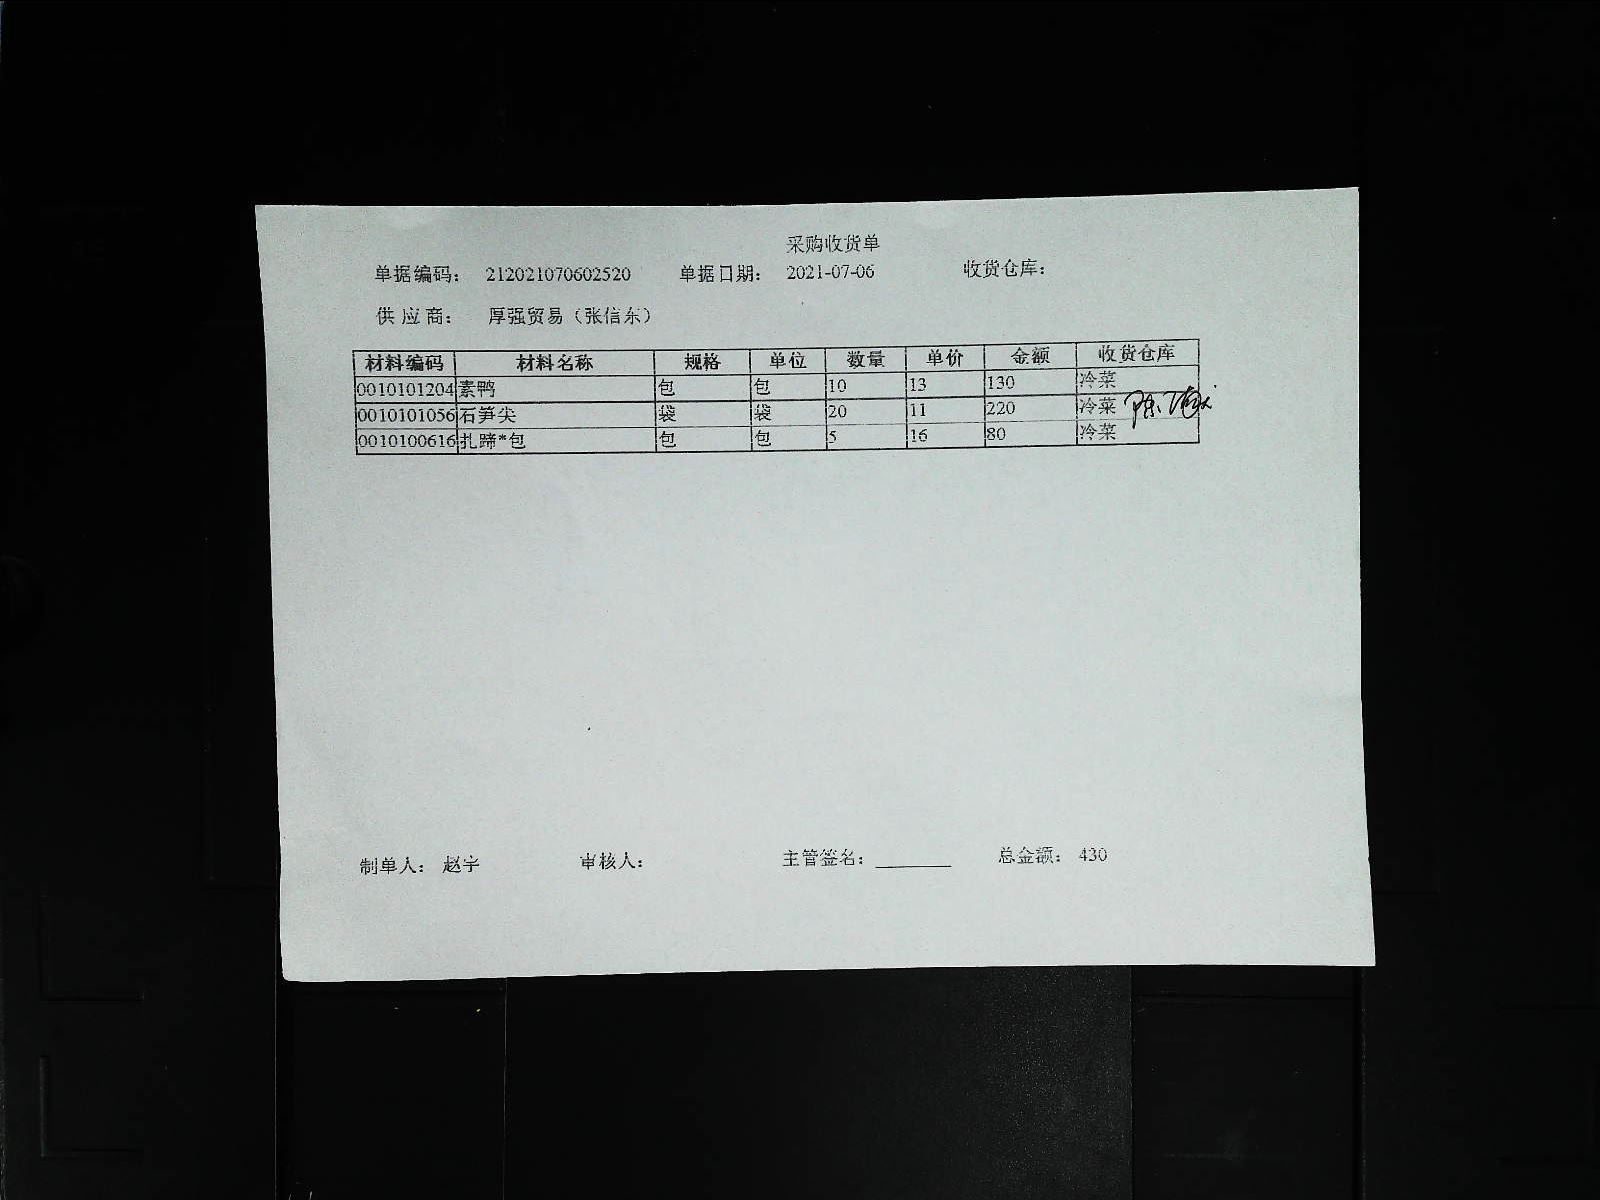 采购收货单
单据编码： 212021070602520 单据日期： 2021-07-06 收货仓库：
供 应 商： 厚强贸易（张信东）
材料编码 材料名称 规格 单位 数量 单价 金额 收货仓库
0010101204 素鸭 包 包 10 13 130 冷菜
0010101056 石笋尖 袋 袋 20 11 220 冷菜
0010100616 扎蹄*包 包 包 5 16 80 冷菜
制单人： 赵宇 审核人： 主管签名：________ 总金额： 430